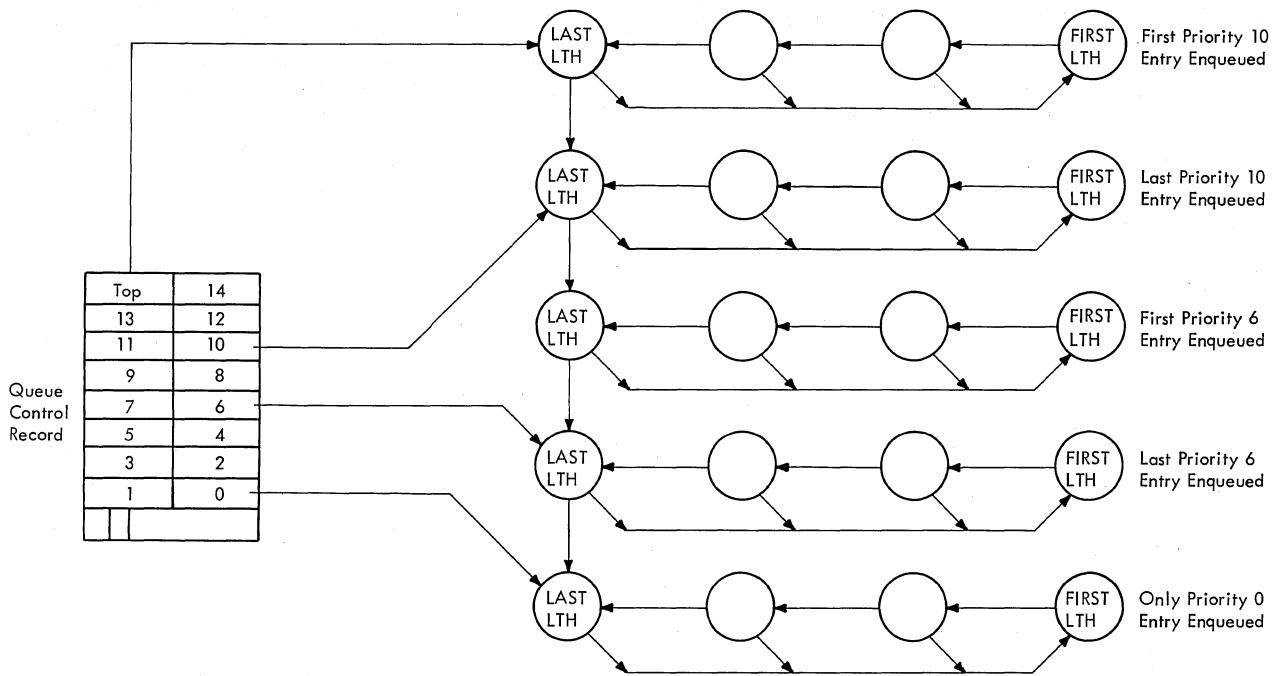 LAST
LTH
FIRST
LTH
First Priority 10
Entry Enqueued
LAST
LTH
FIRST
LTH
Last Priority 10
Entry Enqueued
Top 14
13 12
11 10
9 8
7 6
5 4
3 2
1 0
Queue
Control
Record
LAST
LTH
FIRST
LTH
First Priority 6
Entry Enqueued
LAST
LTH
FIRST
LTH
Last Priority 6
Entry Enqueued
LAST
LTH
FIRST
LTH
Only Priority 0
Entry Enqueued